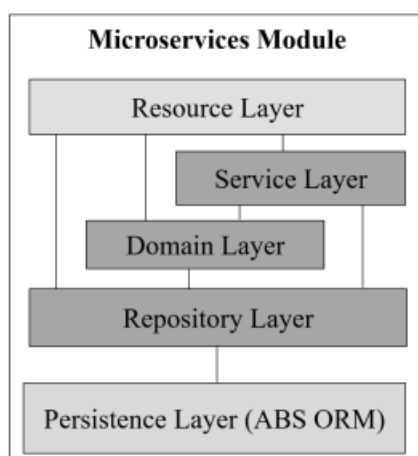 Microservices Module
Resource Layer
Service Layer
Domain Layer
Repository Layer
Persistence Layer (ABS ORM)